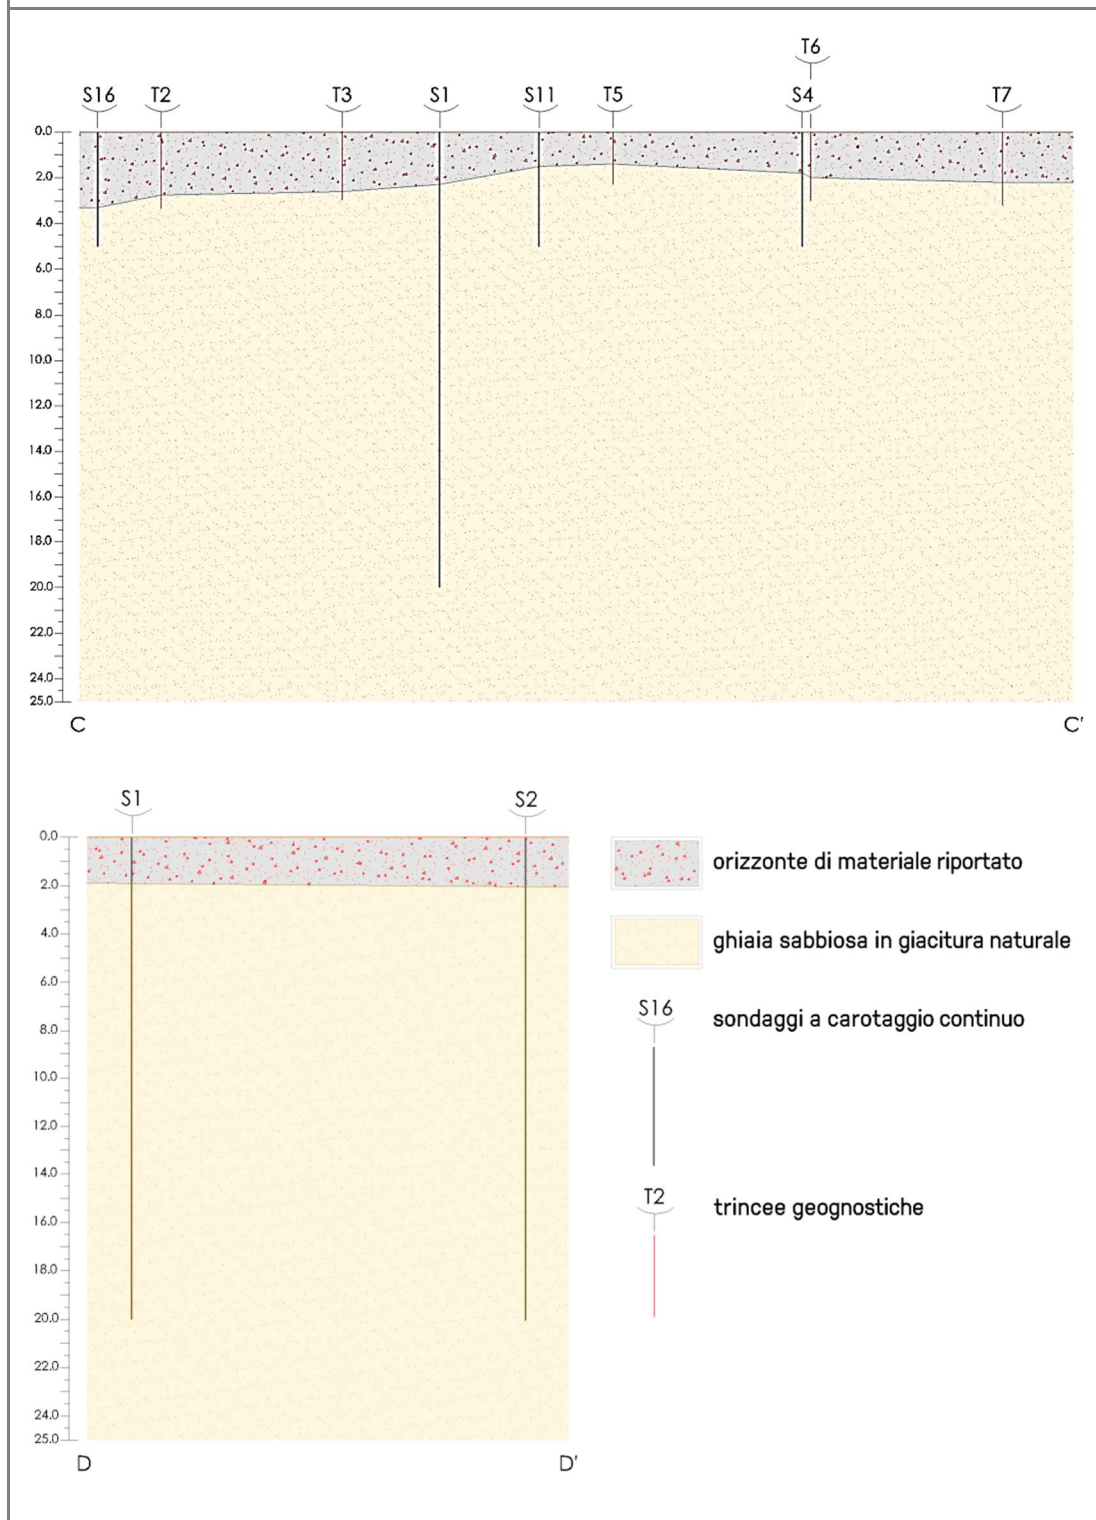 T6
S16 T2 T3 S1 S11 T5 S4 T7
0.0
2.0
4.0
6.0
8.0
10.0
12.0
14.0
16.0
18.0
20.0
22.0
24.0
25.0
C C'
S1 S2
0.0
2.0
4.0
6.0
8.0
10.0
12.0
14.0
16.0
18.0
20.0
22.0
24.0
25.0
D D'
orizzonte di materiale riportato
ghiaia sabbiosa in giacitura naturale
S16
sondaggi a carotaggio continuo
T2
trincee geognostiche